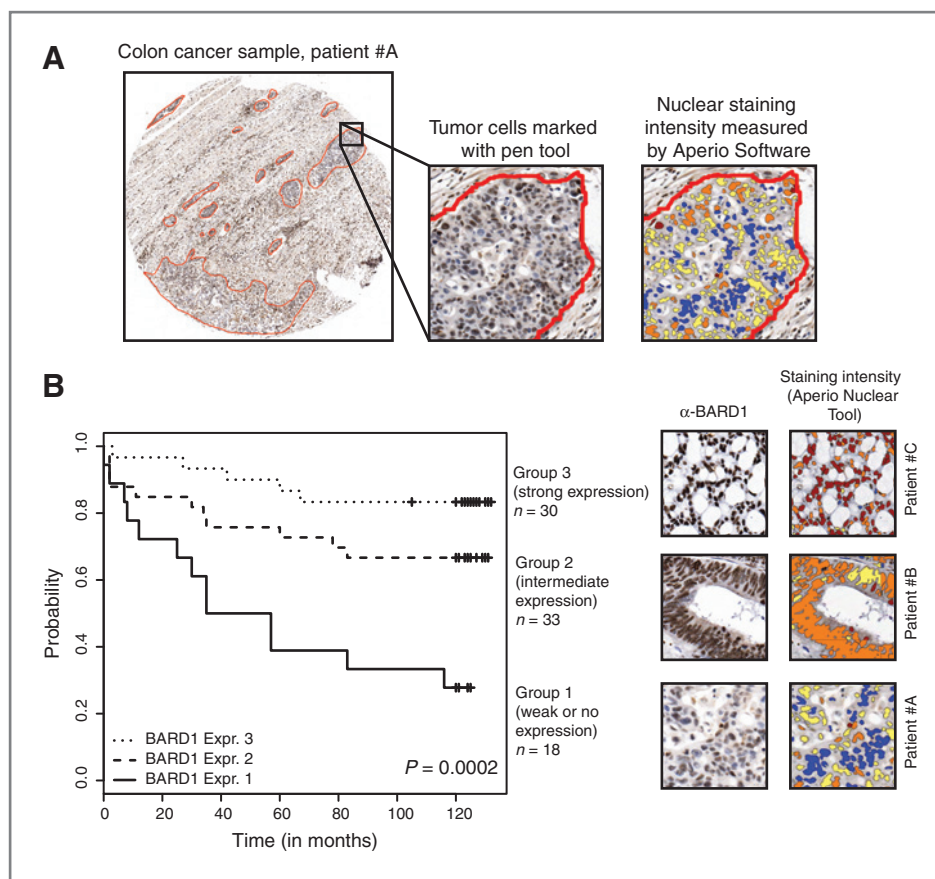 A
Colon cancer sample, patient #A
Tumor cells marked
with pen tool
Nuclear staining
intensity measured
by Aperio Software
B
Probability
1.0
0.8
0.6
0.4
0.2
0.0
BARD1 Expr. 3
BARD1 Expr. 2
BARD1 Expr. 1
P = 0.0002
0
20
40
60
80
100
120
Time (in months)
Group 3
(strong expression)
n = 30
Group 2
(intermediate
expression)
n = 33
Group 1
(weak or no
expression)
n = 18
α-BARD1
Staining intensity
(Aperio Nuclear
Tool)
Patient #C
Patient #B
Patient #A